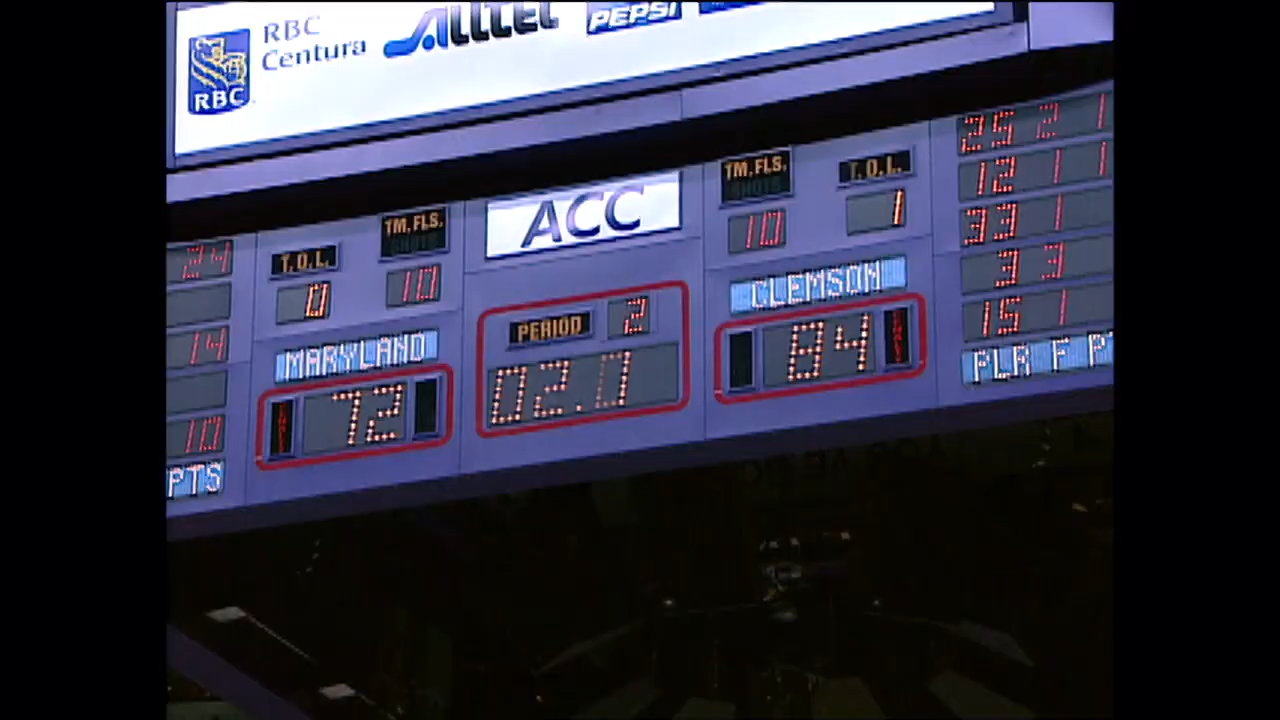 RBC
Centura
RBC
ALLTEL
PEPSI
ACC
24
14
10
PTS
T.O.L.
0
TM. FLS.
10
MARYLAND
72
PERIOD
2
02.0
TM. FLS.
10
T.O.L.
1
CLEMSON
84
25 2 1
12 1 1
33 1
3 3
15 1
PLR F PT